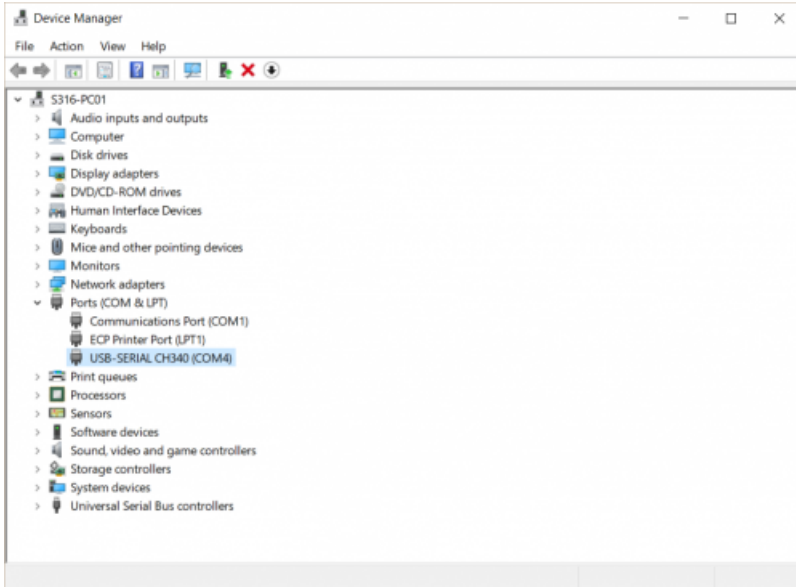 Device Manager
File Action View Help
S316-PC01
Audio inputs and outputs
Computer
Disk drives
Display adapters
DVD/CD-ROM drives
Human Interface Devices
Keyboards
Mice and other pointing devices
Monitors
Network adapters
Ports (COM & LPT)
Communications Port (COM1)
ECP Printer Port (LPT1)
USB-SERIAL CH340 (COM4)
Print queues
Processors
Sensors
Software devices
Sound, video and game controllers
Storage controllers
System devices
Universal Serial Bus controllers